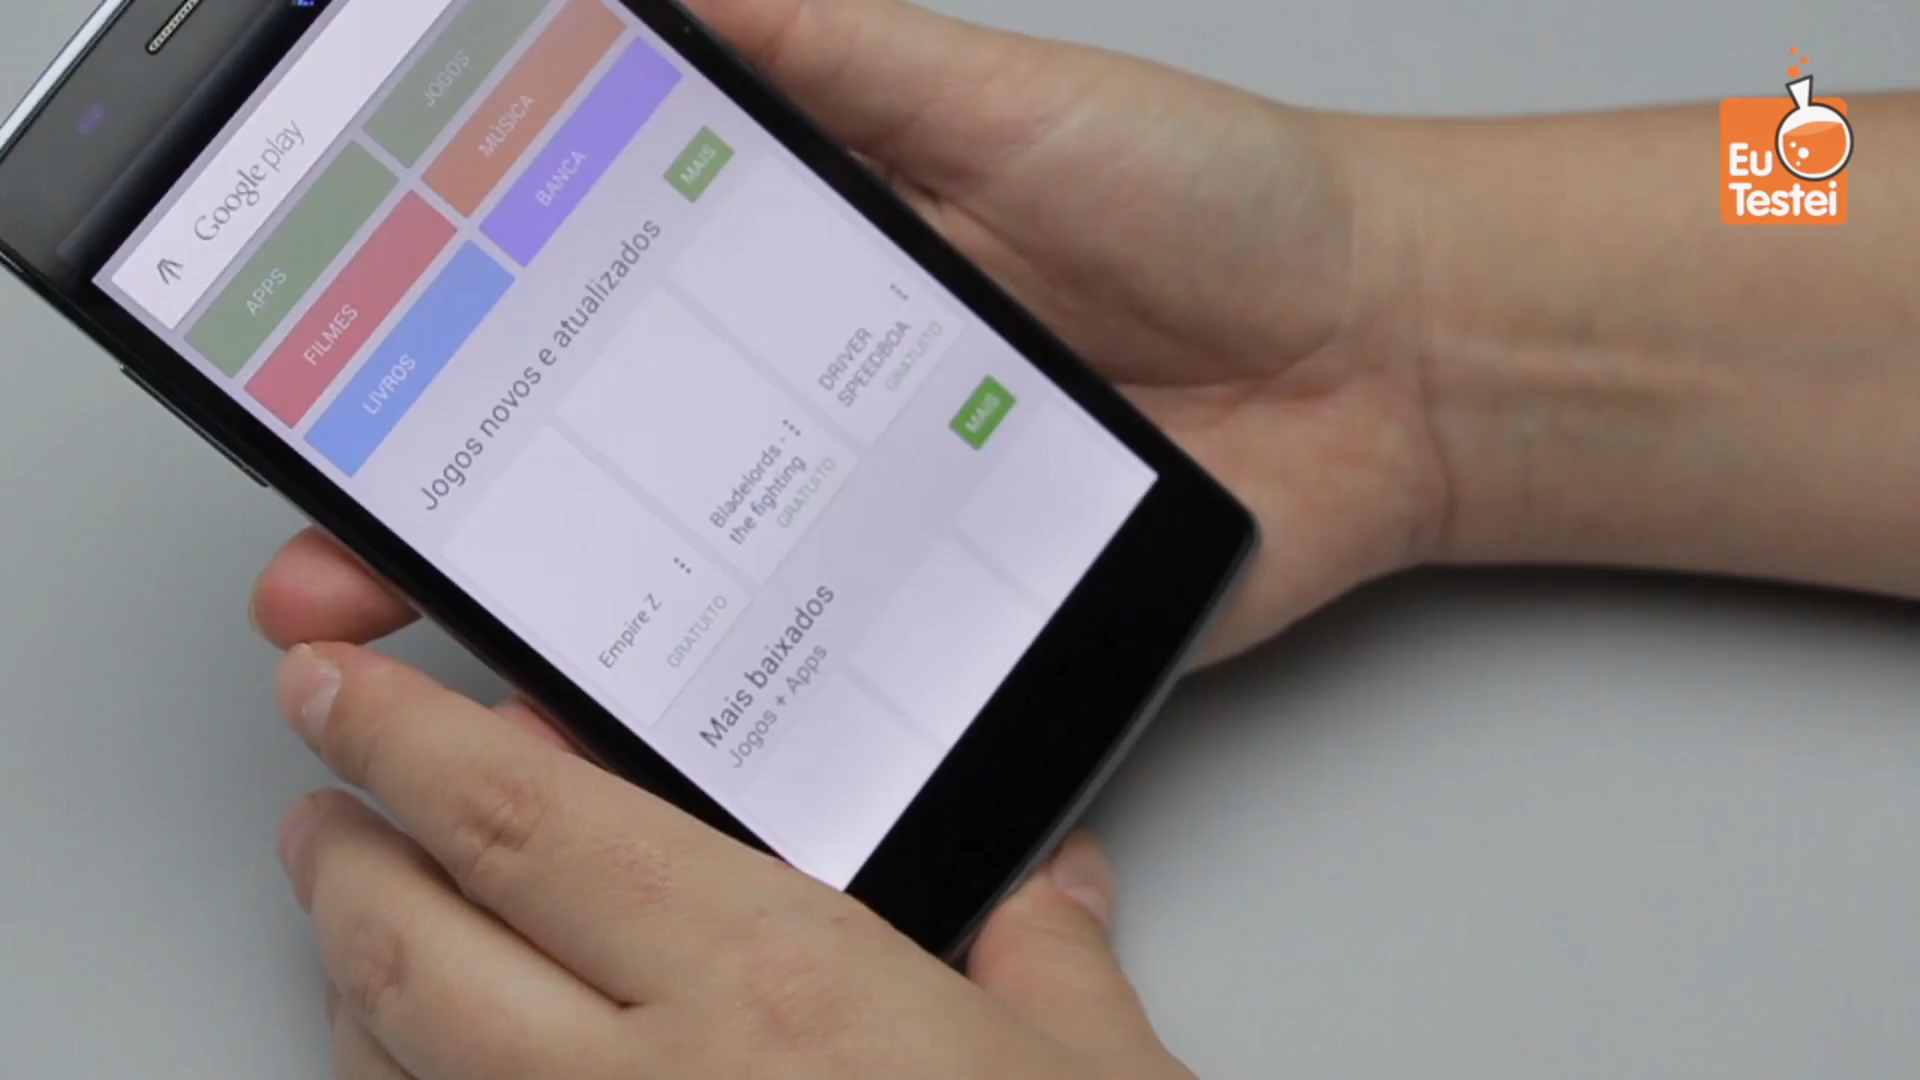 Google play
APPS
JOGOS
FILMES
MÚSICA
LIVROS
BANCA
Jogos novos e atualizados
MAIS
Empire Z
GRATUITO
Bladelords -
the fighting
GRATUITO
DRIVER
SPEEDBOA
GRATUITO
Mais baixados
Jogos + Apps
MAIS
Eu
Testei